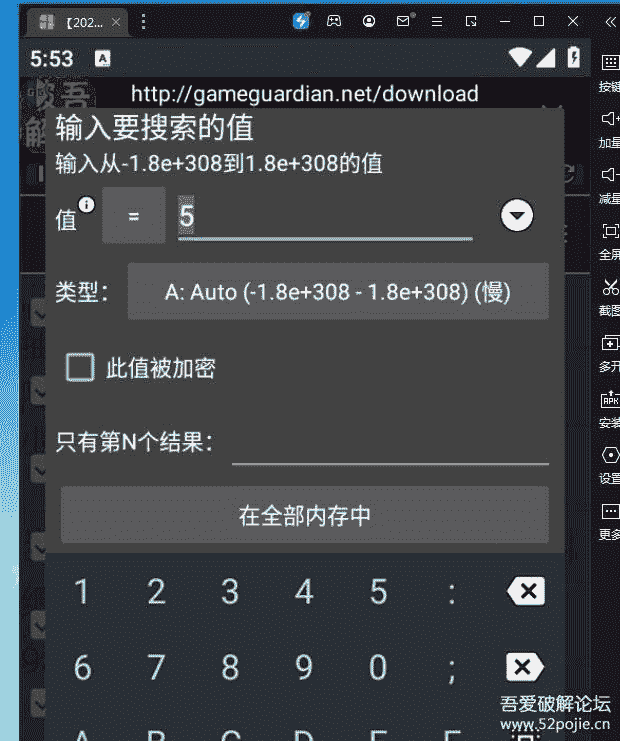 【202...
5:53
A
http://gameguardian.net/download
输入要搜索的值
输入从-1.8e+308到1.8e+308的值
值 i = 5
类型： A: Auto (-1.8e+308 - 1.8e+308) (慢)
此值被加密
只有第N个结果：
在全部内存中
1 2 3 4 5 :
6 7 8 9 0 ;
A B C D E F
按键
加量
减量
全屏
截图
多开
APK
安装
设置
更多
吾爱破解论坛
www.52pojie.cn